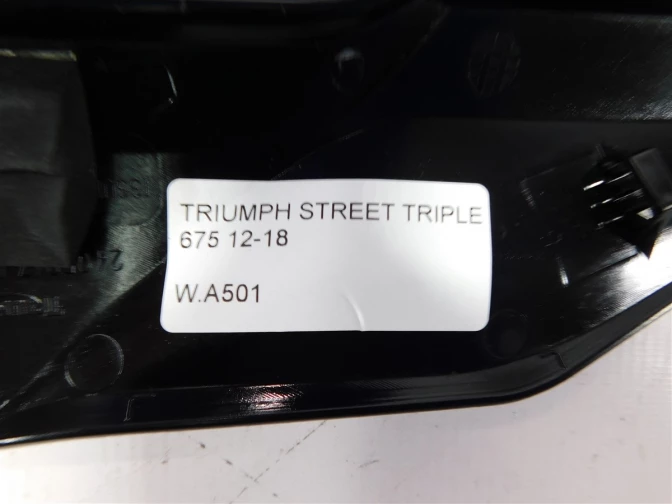 TRIUMPH STREET TRIPLE
675 12-18
W.A501